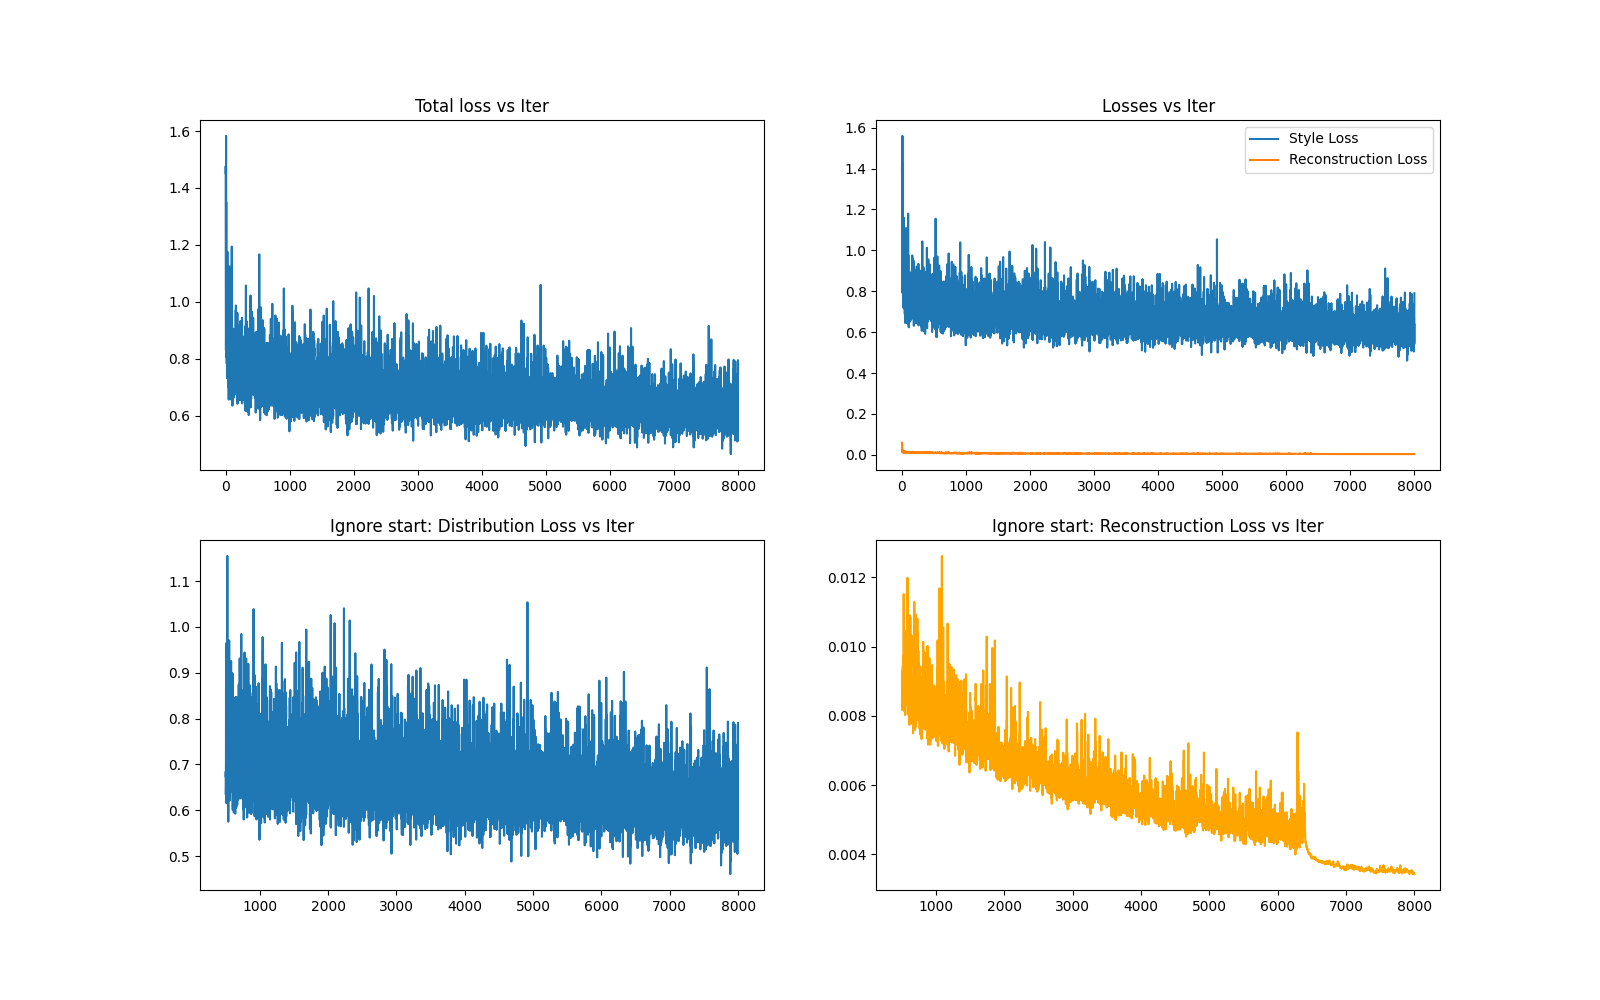 Total loss vs Iter
1.6
1.4
1.2
1.0
0.8
0.6
0 1000 2000 3000 4000 5000 6000 7000 8000
Losses vs Iter
Style Loss
Reconstruction Loss
1.6
1.4
1.2
1.0
0.8
0.6
0.4
0.2
0.0
0 1000 2000 3000 4000 5000 6000 7000 8000
Ignore start: Distribution Loss vs Iter
1.1
1.0
0.9
0.8
0.7
0.6
0.5
1000 2000 3000 4000 5000 6000 7000 8000
Ignore start: Reconstruction Loss vs Iter
0.012
0.010
0.008
0.006
0.004
1000 2000 3000 4000 5000 6000 7000 8000